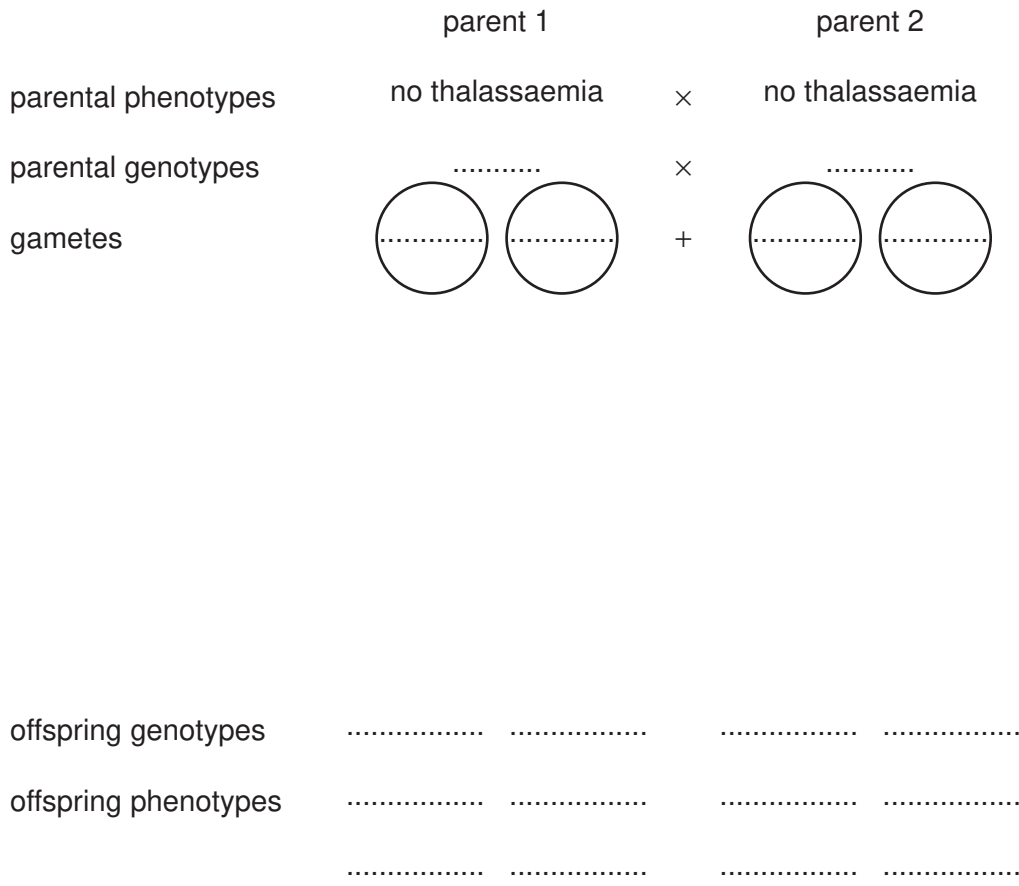 parent 1 parent 2
parental phenotypes no thalassaemia × no thalassaemia
parental genotypes ........... × ...........
gametes ............. ............. + ............. .............
offspring genotypes ................. ................. ................. .................
offspring phenotypes ................. ................. ................. .................
................. ................. ................. .................